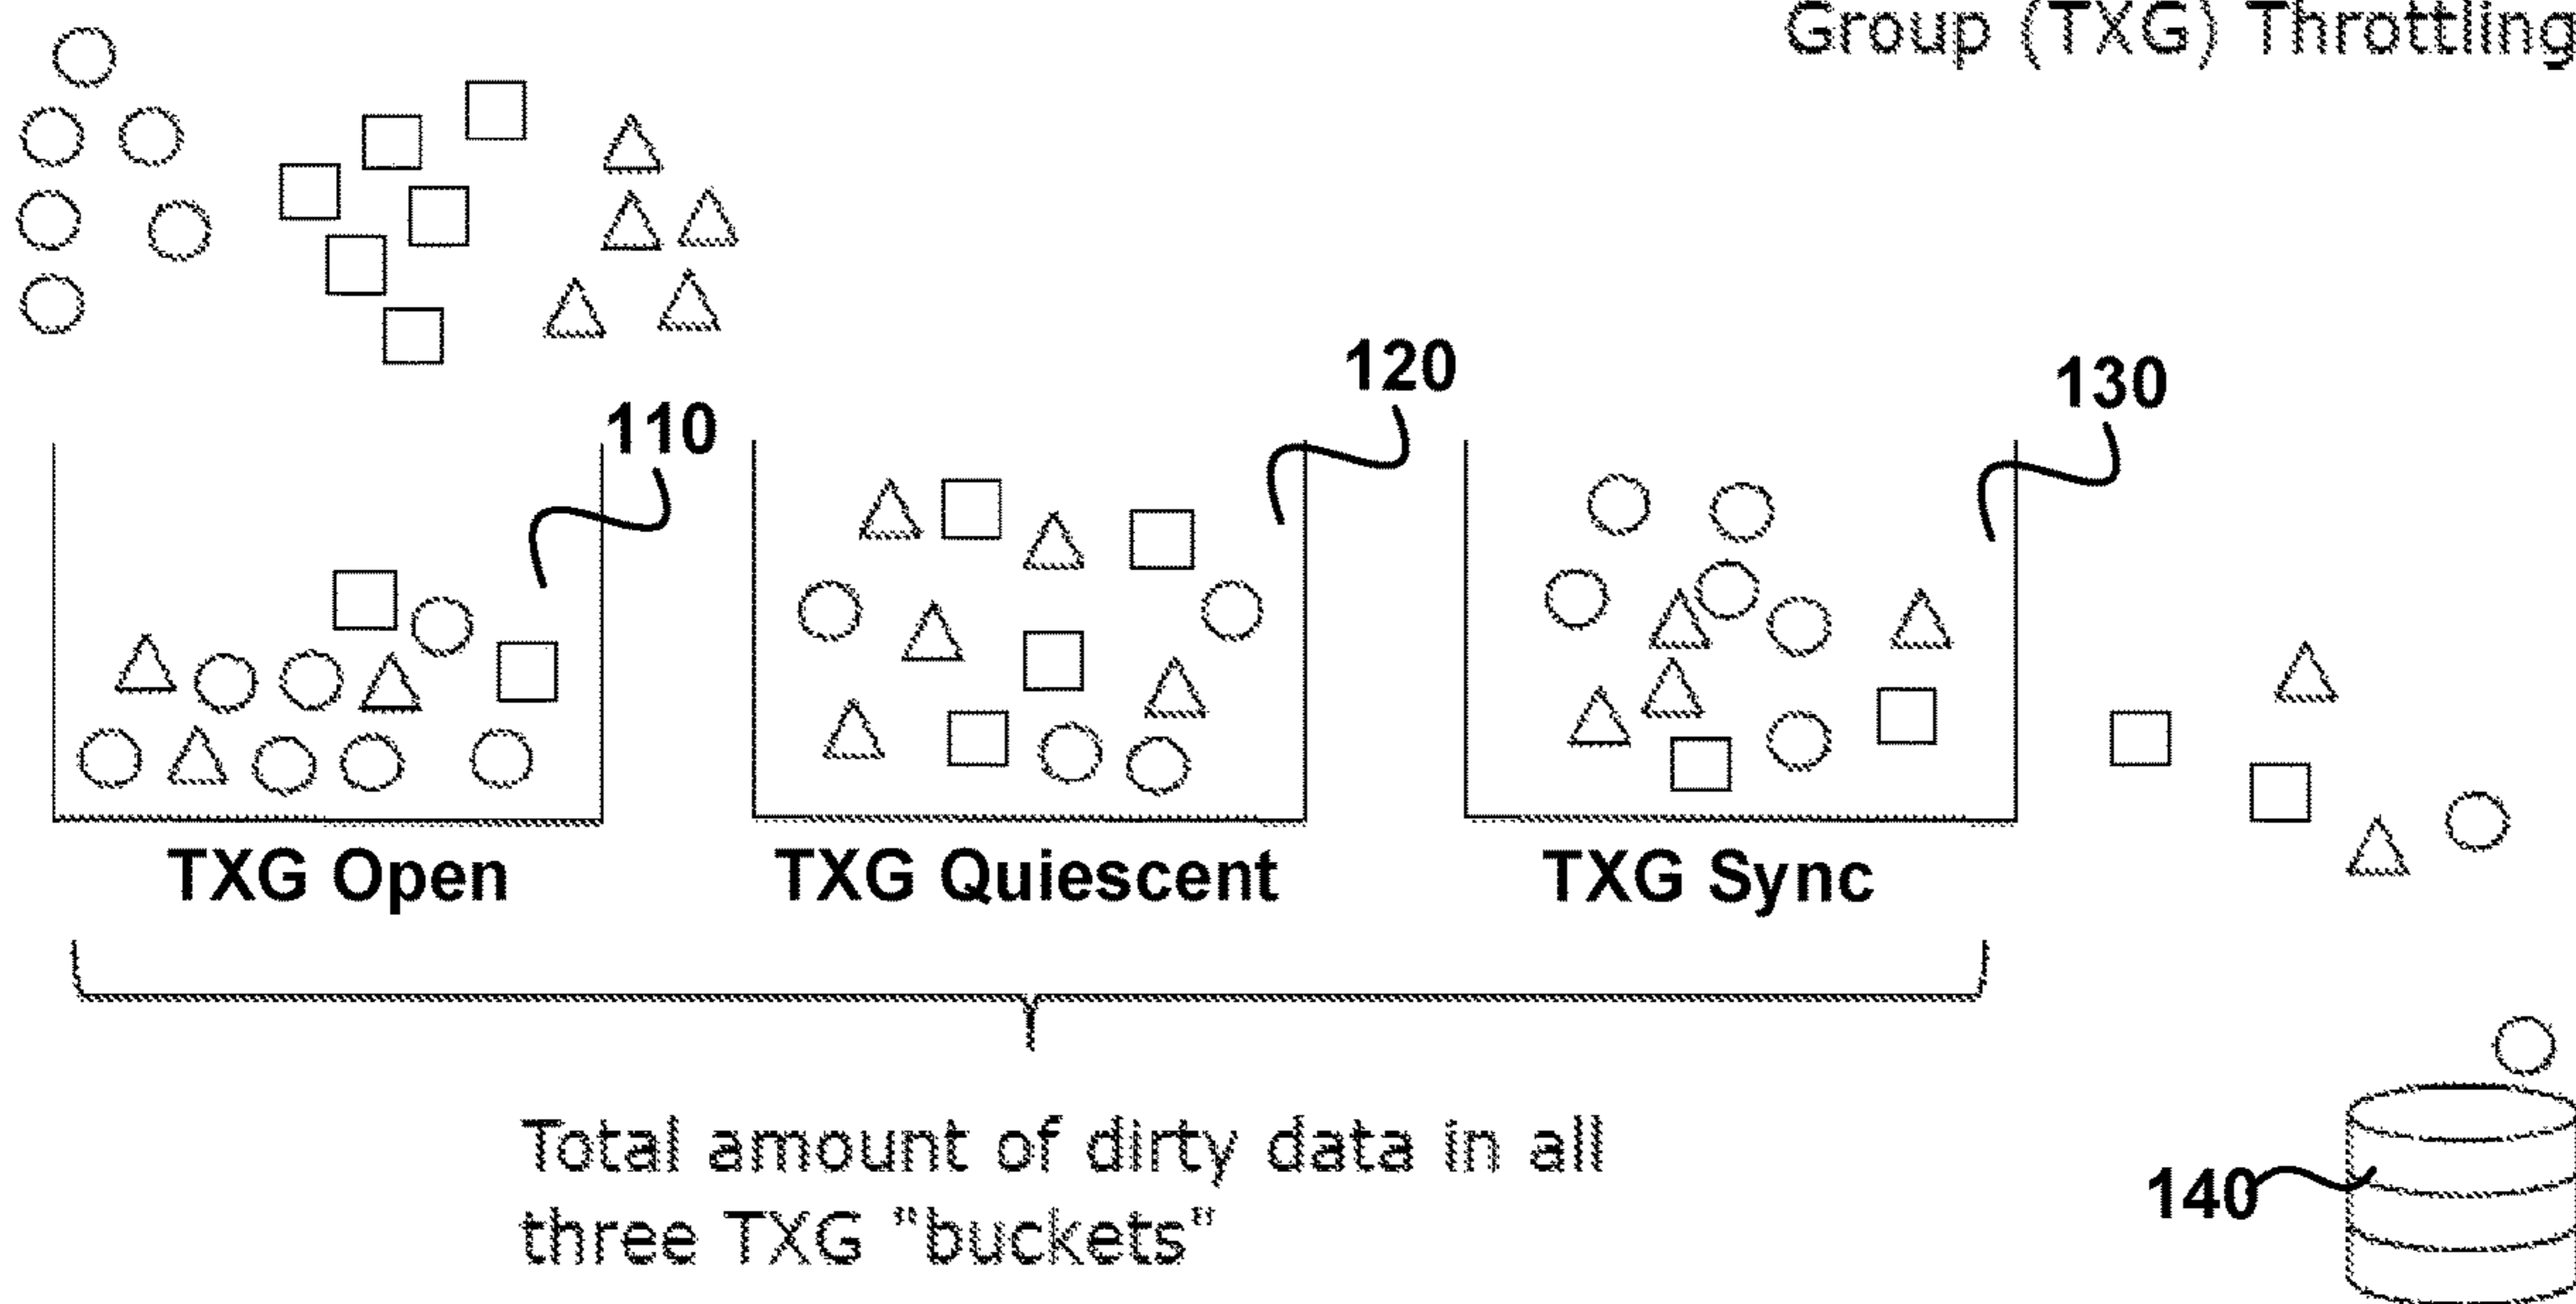 Group (TXG) Throttling
120
130
110
TXG Open
TXG Quiescent
TXG Sync
Total amount of dirty data in all
three TXG "buckets"
140